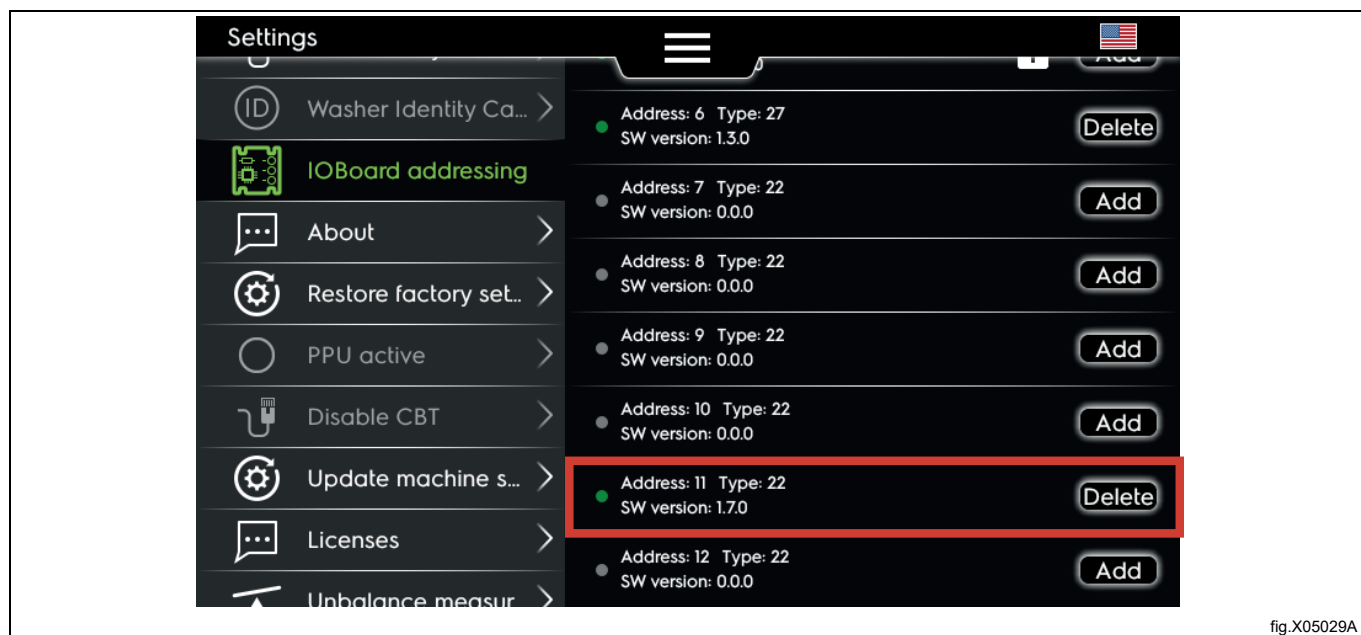 Settings
ID
Washer Identity Ca...
IOBoard addressing
About
Restore factory set...
PPU active
Disable CBT
Update machine s...
Licenses
Unbalance measur
Add
Address: 6 Type: 27
SW version: 1.3.0
Delete
Address: 7 Type: 22
SW version: 0.0.0
Add
Address: 8 Type: 22
SW version: 0.0.0
Add
Address: 9 Type: 22
SW version: 0.0.0
Add
Address: 10 Type: 22
SW version: 0.0.0
Add
Address: 11 Type: 22
SW version: 1.7.0
Delete
Address: 12 Type: 22
SW version: 0.0.0
Add
fig.X05029A